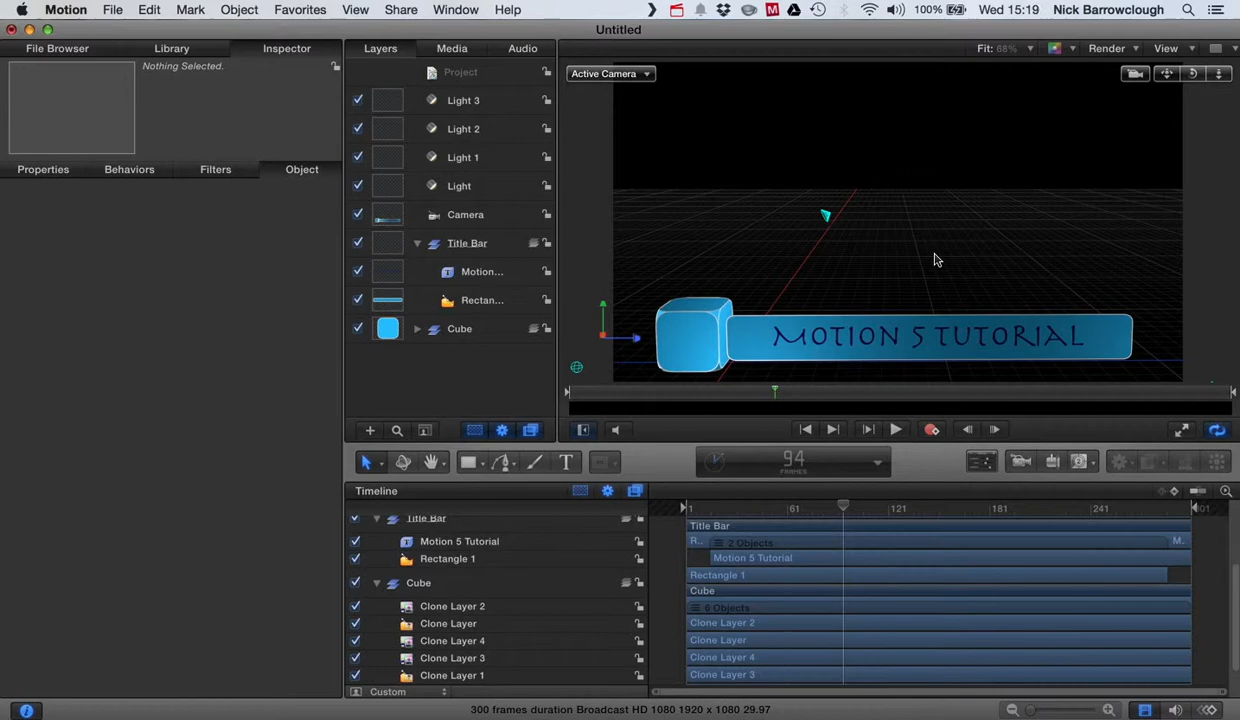 Motion File Edit Mark Object Favorites View Share Window Help 100% Wed 15:19 Nick Barrowclough
Untitled
File Browser Library Inspector Layers Media Audio Fit: 68% Render View
Nothing Selected.
Project
Active Camera
Light 3
Light 2
Light 1
Light
Camera
Title Bar
Motion...
Rectan...
Cube
Properties Behaviors Filters Object
MOTION 5 TUTORIAL
T
94
FRAMES
Timeline
1 61 121 181 241 301
Title Bar Title Bar
R.. 2 Objects M..
Motion 5 Tutorial Motion 5 Tutorial
Rectangle 1 Rectangle 1
Cube Cube
6 Objects
Clone Layer 2 Clone Layer 2
Clone Layer Clone Layer
Clone Layer 4 Clone Layer 4
Clone Layer 3 Clone Layer 3
Clone Layer 1
Custom
300 frames duration Broadcast HD 1080 1920 x 1080 29.97